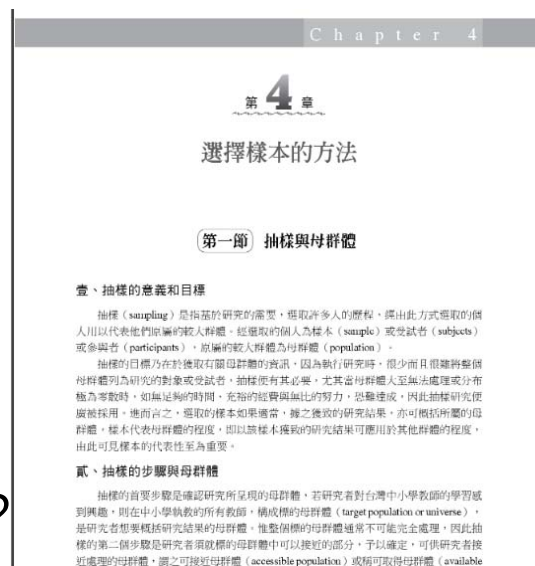 Chapter 4
第 4 章
選擇樣本的方法
第一節 抽樣與母群體
壹、抽樣的意義和目標
抽樣（sampling）是指基於研究的需要，選取許多人的歷程，經由此方式選取的個
人用以代表他們原屬的較大群體。經選取的個人為樣本（sample）或受試者（subjects）
或參與者（participants），原屬的較大群體為母群體（population）。
抽樣的目標乃在於獲取有關母群體的資訊，因為執行研究時，很少而且很難將整個
母群體列為研究的對象或受試者，抽樣便有其必要，尤其當母群體大至無法處理或分布
極為零散時，如無足夠的時間、充裕的經費與無比的努力，恐難達成，因此抽樣研究便
廣被採用。進而言之，選取的樣本如果適當，據之獲致的研究結果，亦可概括所屬的母
群體。樣本代表母群體的程度，即以該樣本獲致的研究結果可應用於其他群體的程度，
由此可見樣本的代表性至為重要。
貳、抽樣的步驟與母群體
抽樣的首要步驟是確認研究所呈現的母群體，若研究者對台灣中小學教師的學習感
到興趣，則在中小學執教的所有教師，構成標的母群體（target population or universe），
是研究者想要概括研究結果的母群體。惟整個標的母群體通常不可能完全處理，因此抽
樣的第二個步驟是研究者須就標的母群體中可以接近的部分，予以確定，可供研究者接
近處理的母群體，謂之可接近母群體（accessible population）或稱可取得母群體（available